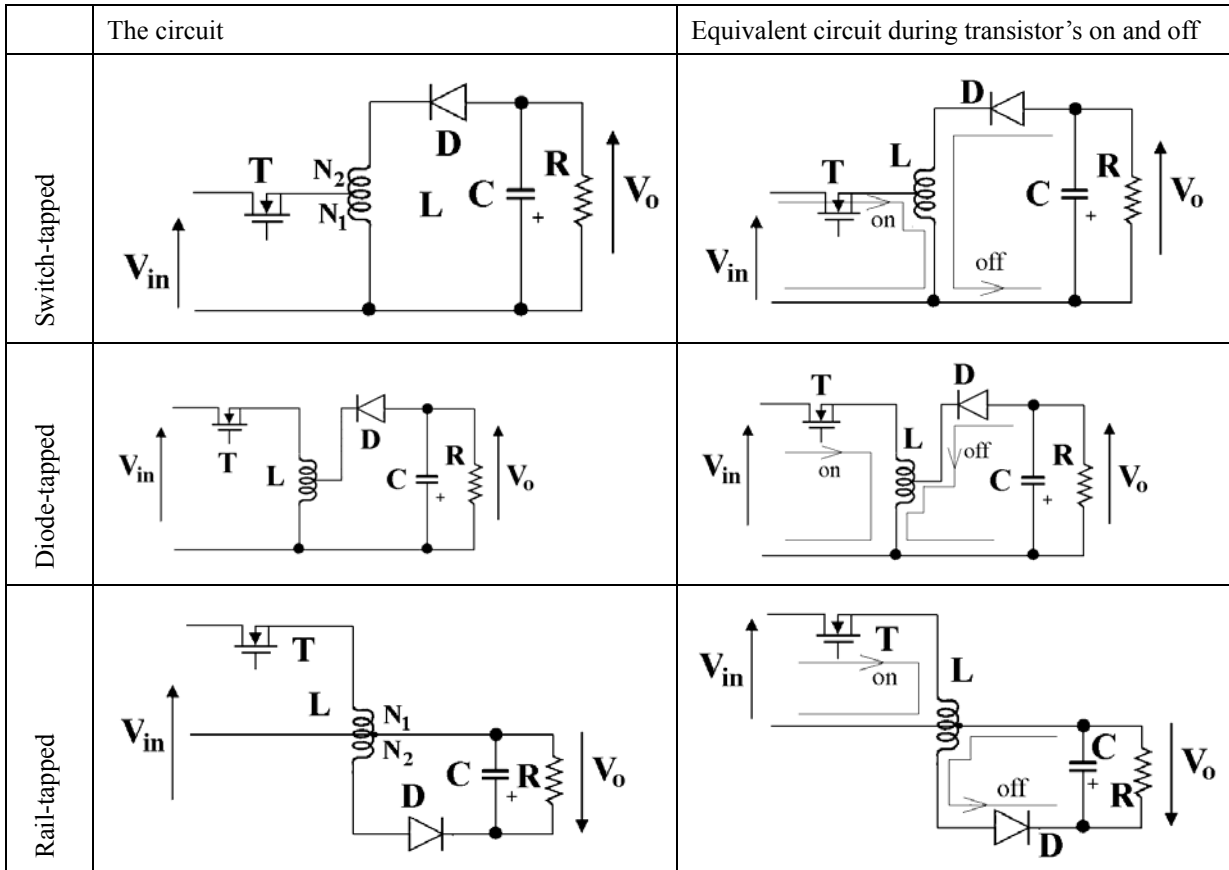 The circuit
Equivalent circuit during transistor’s on and off
Switch-tapped
T
N2
N1
D
L
C
+
R
Vo
Vin
D
T
L
on
off
C
+
R
Vo
Vin
Diode-tapped
T
L
D
C
+
R
Vo
Vin
T
D
L
on
off
C
+
R
Vo
Vin
Rail-tapped
T
L
N1
N2
D
C
+
R
Vo
Vin
T
L
on
off
C
+
R
D
Vo
Vin